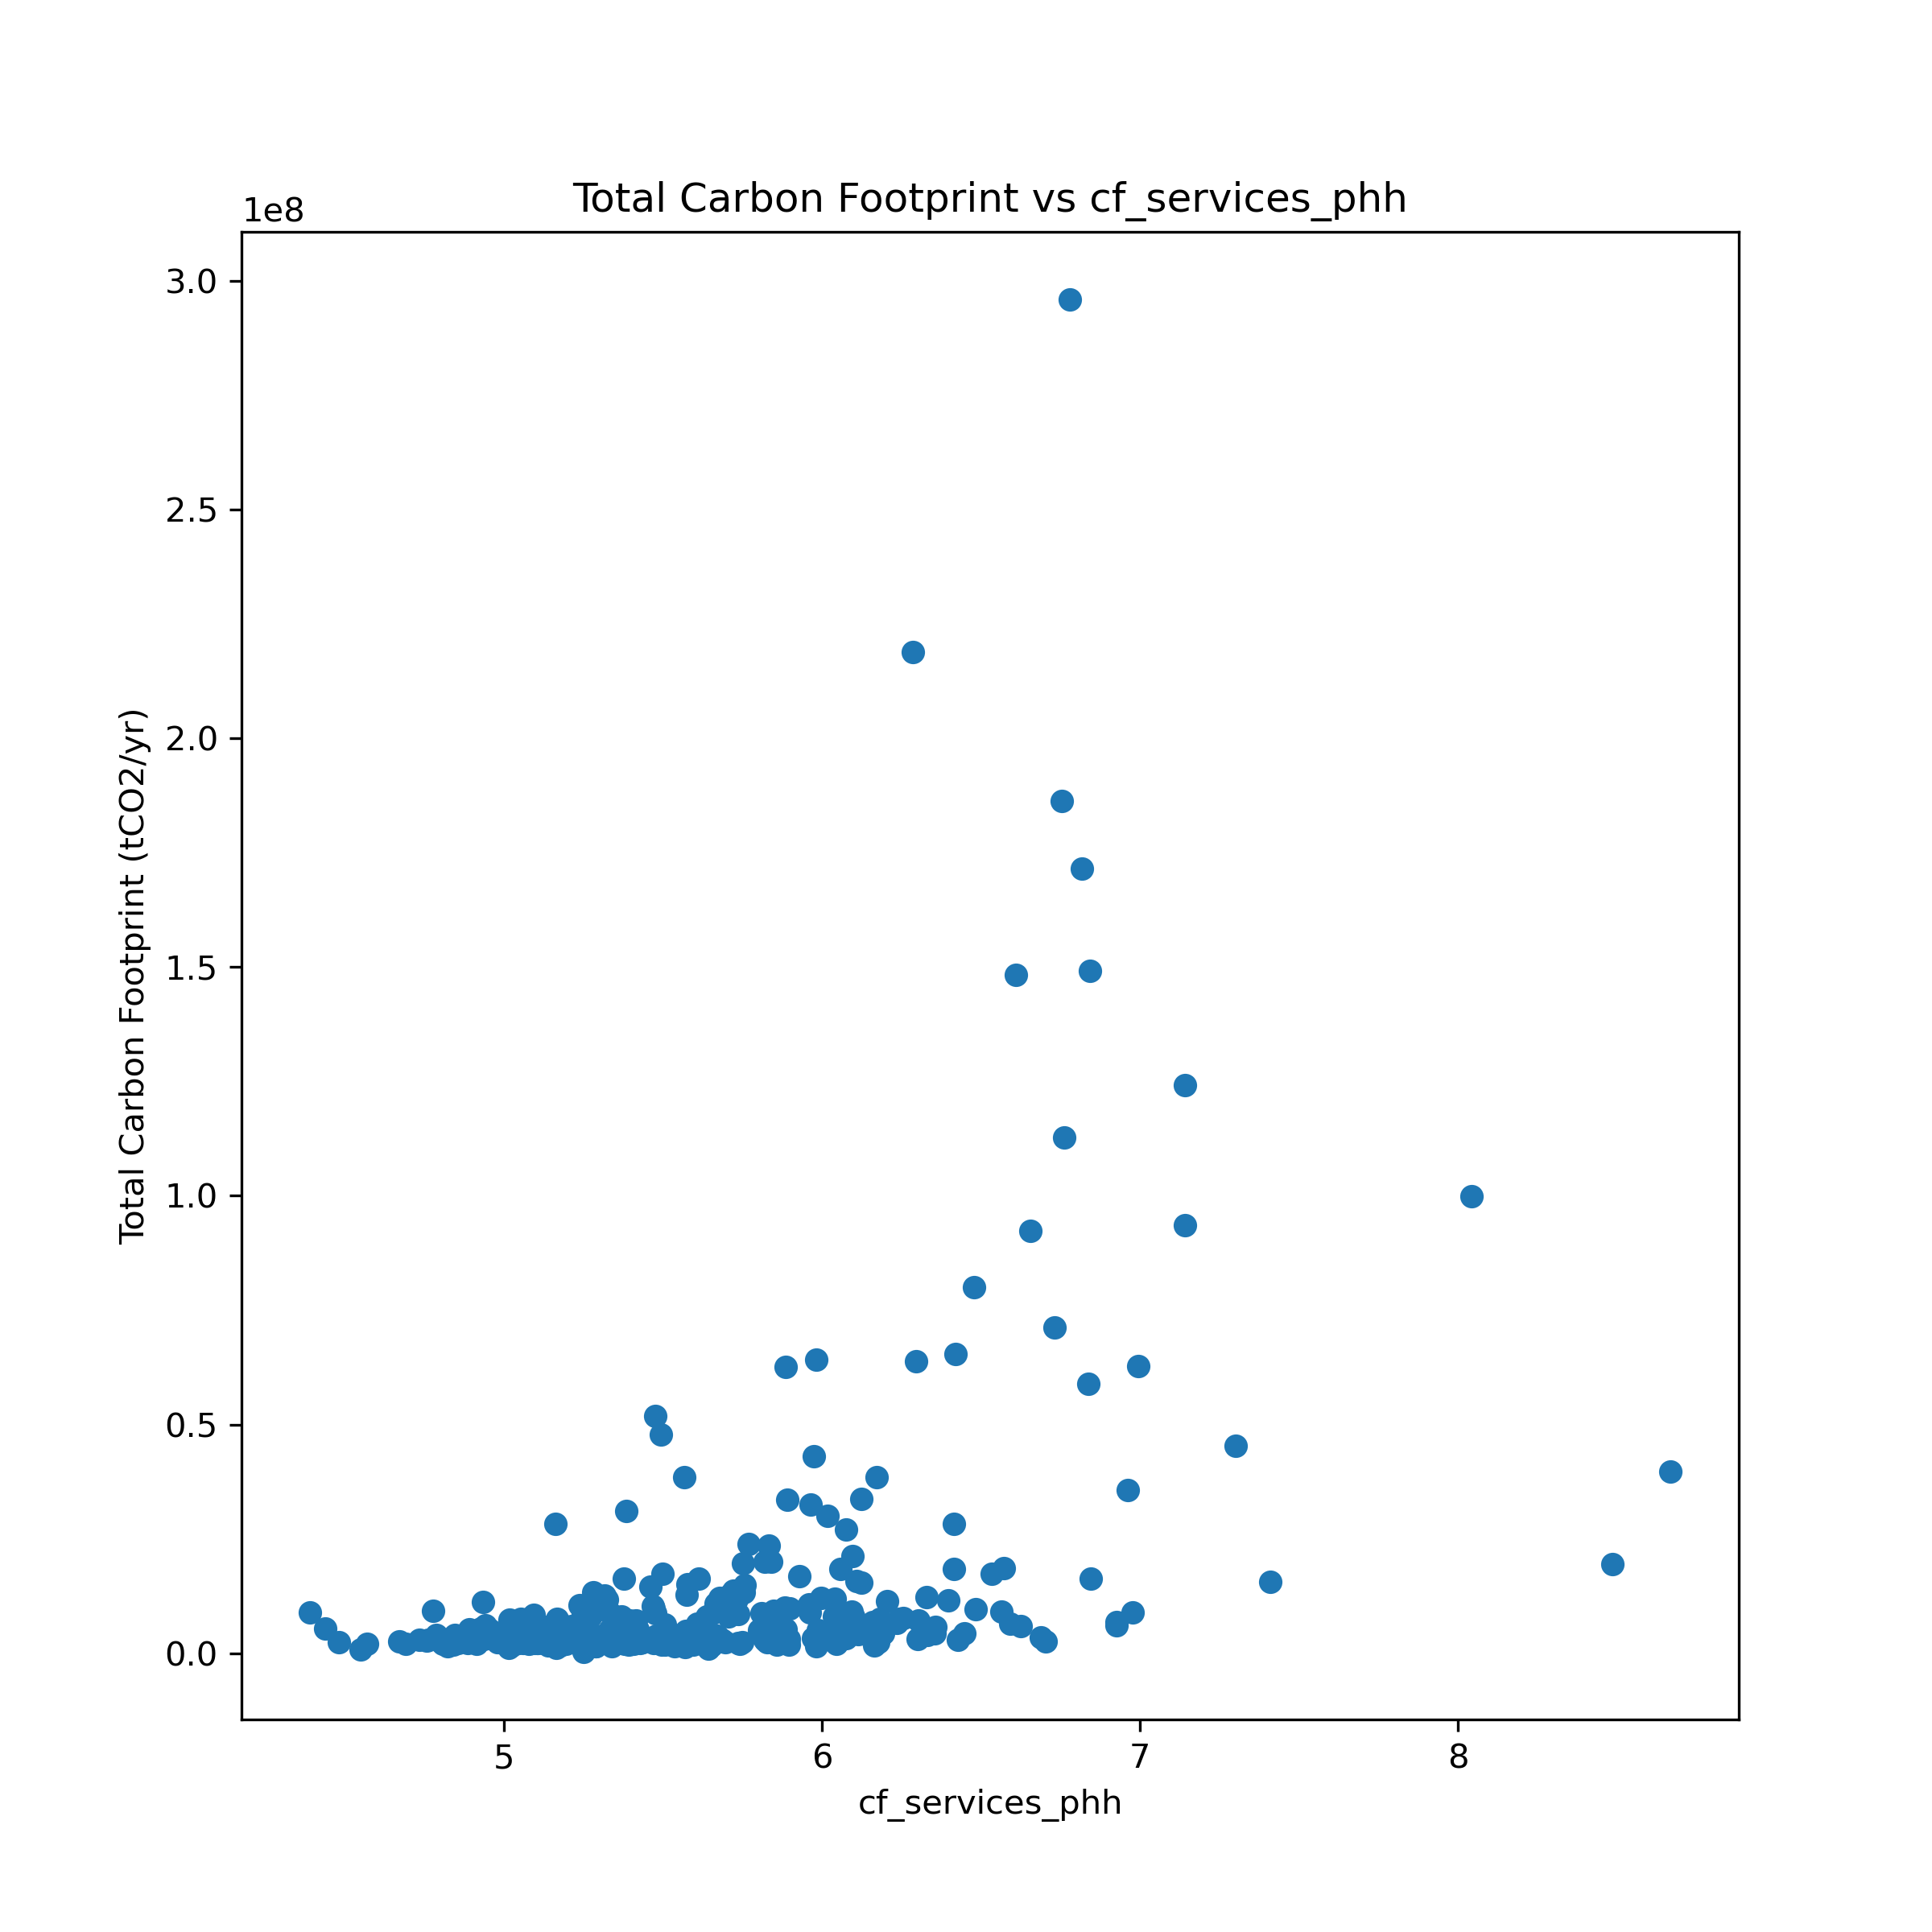 Total Carbon Footprint vs cf_services_phh
1e8
3.0
2.5
2.0
1.5
1.0
0.5
0.0
Total Carbon Footprint (tCO2/yr)
5 6 7 8
cf_services_phh